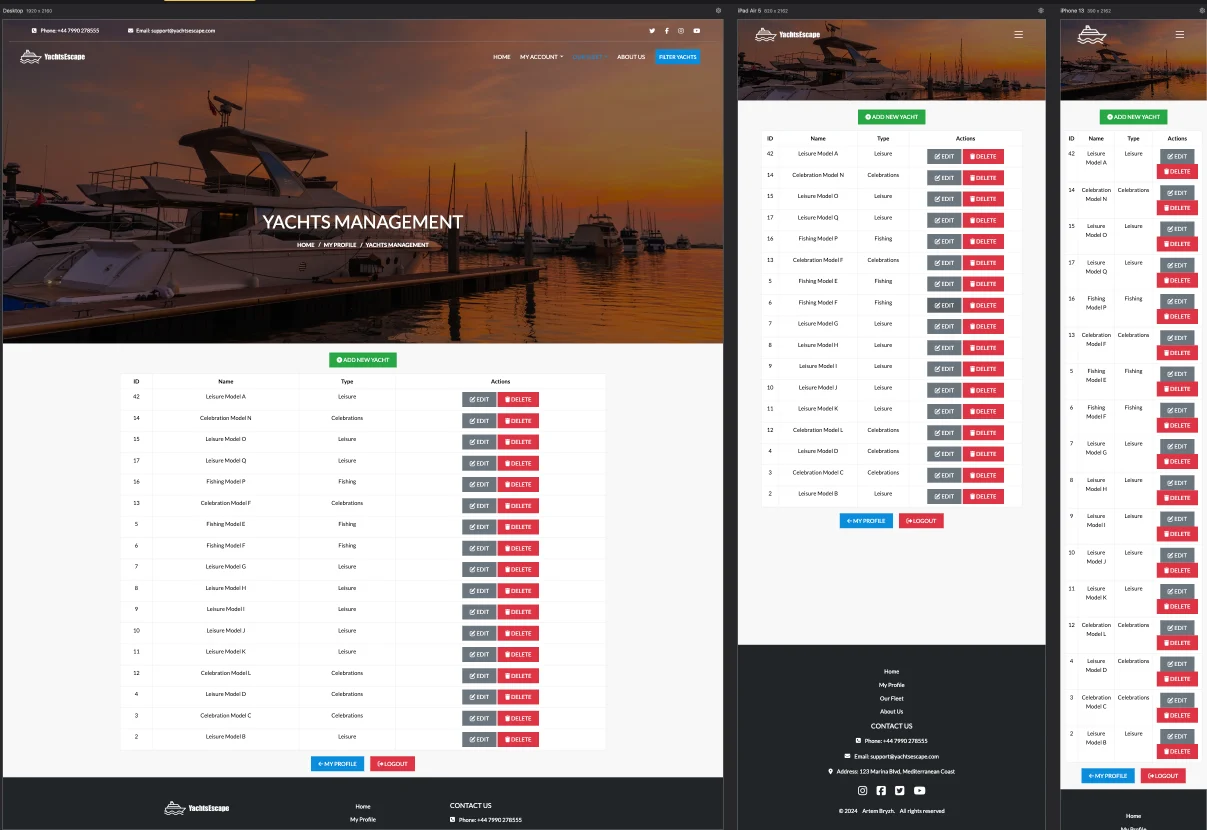 Desktop 1920 x 2160
Phone: +44 7990 278555 Email: support@yachtsescape.com
YachtsEscape HOME MY ACCOUNT ABOUT US FILTER YACHTS
YACHTS MANAGEMENT
HOME / MY PROFILE / YACHTS MANAGEMENT
ADD NEW YACHT
ID Name Type Actions
42 Leisure Model A Leisure EDIT DELETE
14 Celebration Model N Celebrations EDIT DELETE
15 Leisure Model O Leisure EDIT DELETE
17 Leisure Model Q Leisure EDIT DELETE
16 Fishing Model P Fishing EDIT DELETE
13 Celebration Model F Celebrations EDIT DELETE
5 Fishing Model E Fishing EDIT DELETE
6 Fishing Model F Fishing EDIT DELETE
7 Leisure Model G Leisure EDIT DELETE
8 Leisure Model H Leisure EDIT DELETE
9 Leisure Model I Leisure EDIT DELETE
10 Leisure Model J Leisure EDIT DELETE
11 Leisure Model K Leisure EDIT DELETE
12 Celebration Model L Celebrations EDIT DELETE
4 Leisure Model D Leisure EDIT DELETE
3 Celebration Model C Celebrations EDIT DELETE
2 Leisure Model B Leisure EDIT DELETE
MY PROFILE LOGOUT
YachtsEscape Home CONTACT US
My Profile Phone: +44 7990 278555
iPad Air 5 820 x 2162
YachtsEscape
ADD NEW YACHT
ID Name Type Actions
42 Leisure Model A Leisure EDIT DELETE
14 Celebration Model N Celebrations EDIT DELETE
15 Leisure Model O Leisure EDIT DELETE
17 Leisure Model Q Leisure EDIT DELETE
16 Fishing Model P Fishing EDIT DELETE
13 Celebration Model F Celebrations EDIT DELETE
5 Fishing Model E Fishing EDIT DELETE
6 Fishing Model F Fishing EDIT DELETE
7 Leisure Model G Leisure EDIT DELETE
8 Leisure Model H Leisure EDIT DELETE
9 Leisure Model I Leisure EDIT DELETE
10 Leisure Model J Leisure EDIT DELETE
11 Leisure Model K Leisure EDIT DELETE
12 Celebration Model L Celebrations EDIT DELETE
4 Leisure Model D Leisure EDIT DELETE
3 Celebration Model C Celebrations EDIT DELETE
2 Leisure Model B Leisure EDIT DELETE
MY PROFILE LOGOUT
Home
My Profile
Our Fleet
About Us
CONTACT US
Phone: +44 7990 278555
Email: support@yachtsescape.com
Address: 123 Marina Blvd, Mediterranean Coast
© 2024 Artem Bryzh. All rights reserved
iPhone 13 390 x 2162
ADD NEW YACHT
ID Name Type Actions
42 Leisure Leisure EDIT
Model A DELETE
14 Celebration Celebrations EDIT
Model N DELETE
15 Leisure Leisure EDIT
Model O DELETE
17 Leisure Leisure EDIT
Model Q DELETE
16 Fishing Fishing EDIT
Model P DELETE
13 Celebration Celebrations EDIT
Model F DELETE
5 Fishing Fishing EDIT
Model E DELETE
6 Fishing Fishing EDIT
Model F DELETE
7 Leisure Leisure EDIT
Model G DELETE
8 Leisure Leisure EDIT
Model H DELETE
9 Leisure Leisure EDIT
Model I DELETE
10 Leisure Leisure EDIT
Model J DELETE
11 Leisure Leisure EDIT
Model K DELETE
12 Celebration Celebrations EDIT
Model L DELETE
4 Leisure Leisure EDIT
Model D DELETE
3 Celebration Celebrations EDIT
Model C DELETE
2 Leisure Leisure EDIT
Model B DELETE
MY PROFILE LOGOUT
Home
My Profile